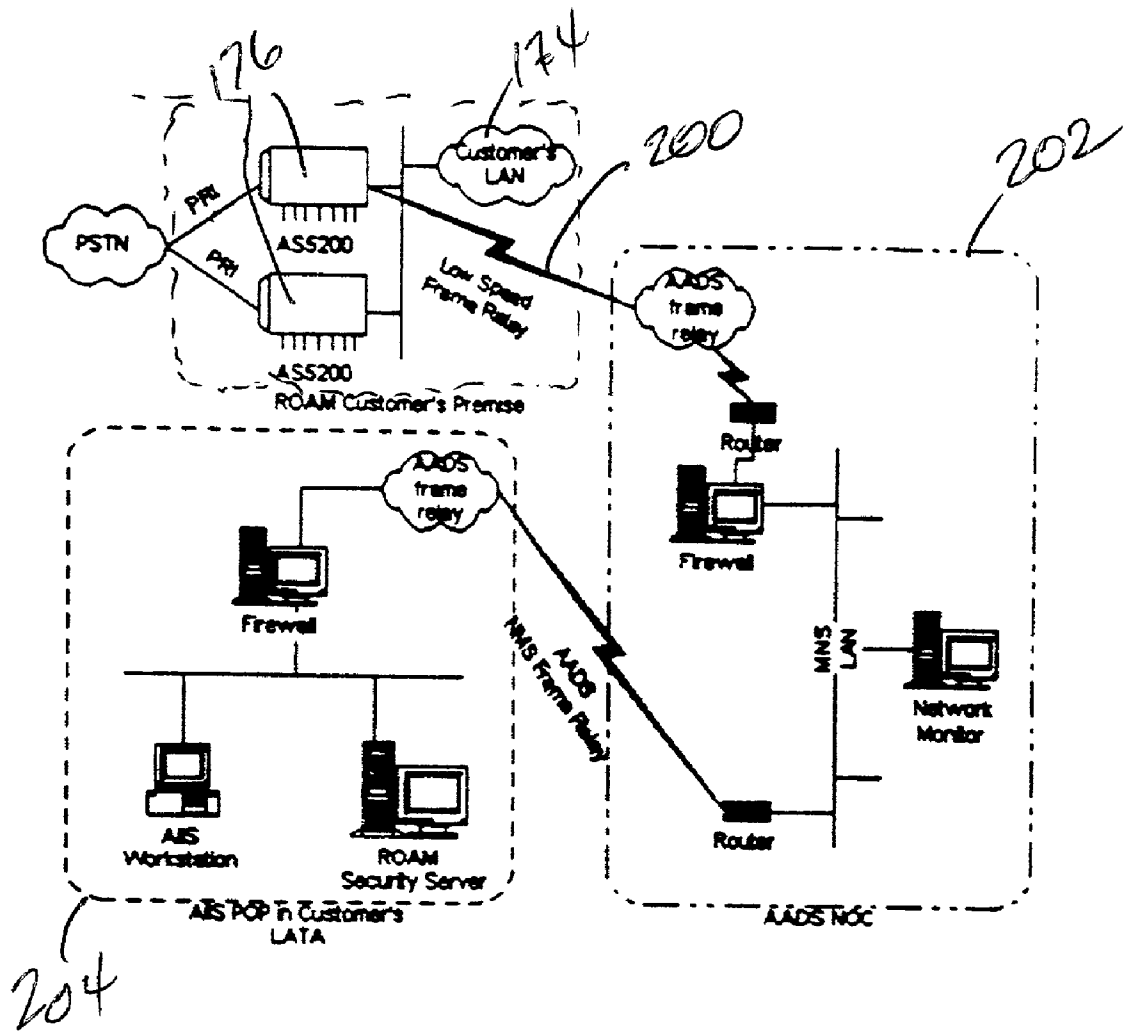 176
174
200
202
Customer's
LAN
PSTN
PRI
PRI
AS5200
AS5200
Low Speed
Frame Relay
ROAM Customer's Premise
AADS
frame
relay
Router
Firewall
MNS
LAN
Network
Monitor
Router
AADS NOC
AADS
frame
relay
Firewall
AADS
NMS Frame Relay
AIIS
Workstation
ROAM
Security Server
AIIS POP in Customer's
LATA
204